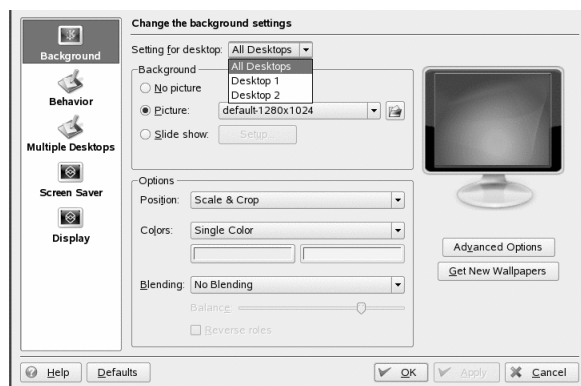 Change the background settings
Setting for desktop: All Desktops
All Desktops
Desktop 1
Desktop 2
Background
Behavior
Multiple Desktops
Screen Saver
Display
Background
No picture
Picture: default-1280x1024
Slide show: Setup...
Options
Position: Scale & Crop
Colors: Single Color
Blending: No Blending
Balance:
Reverse roles
Advanced Options
Get New Wallpapers
Help
Defaults
OK
Apply
Cancel